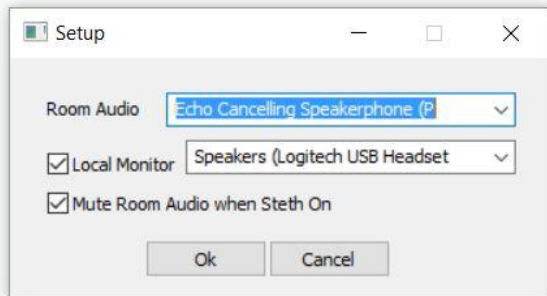 Setup
Room Audio Echo Cancelling Speakerphone (P
Local Monitor Speakers (Logitech USB Headset
Mute Room Audio when Steth On
Ok Cancel